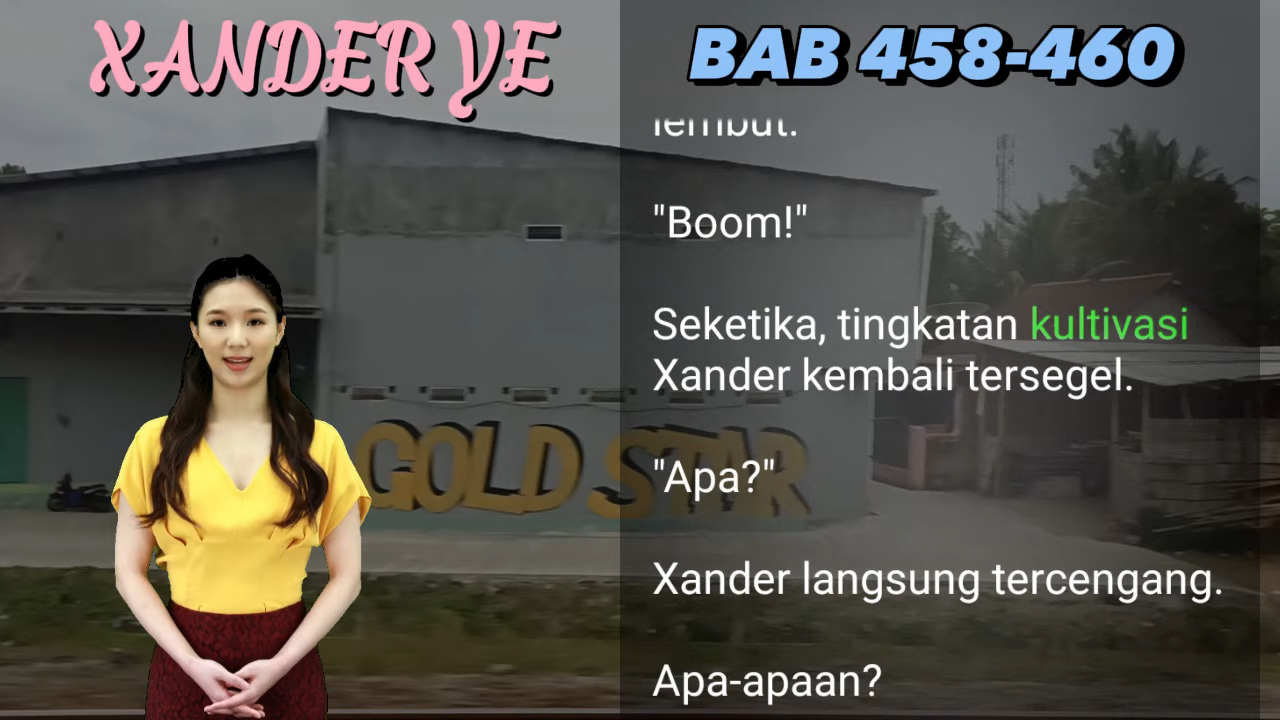 XANDER YE
BAB 458-460
lembut.
"Boom!"
Seketika, tingkatan kultivasi
Xander kembali tersegel.
"Apa?"
Xander langsung tercengang.
Apa-apaan?
GOLD STAR